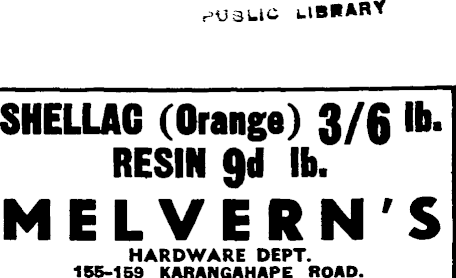 PUBLIC LIBRARY
SHELLAC (Orange) 3/6 lb.
RESIN 9d lb.
MELVERN'S
HARDWARE DEPT.
155-159 KARANGAHAPE ROAD.